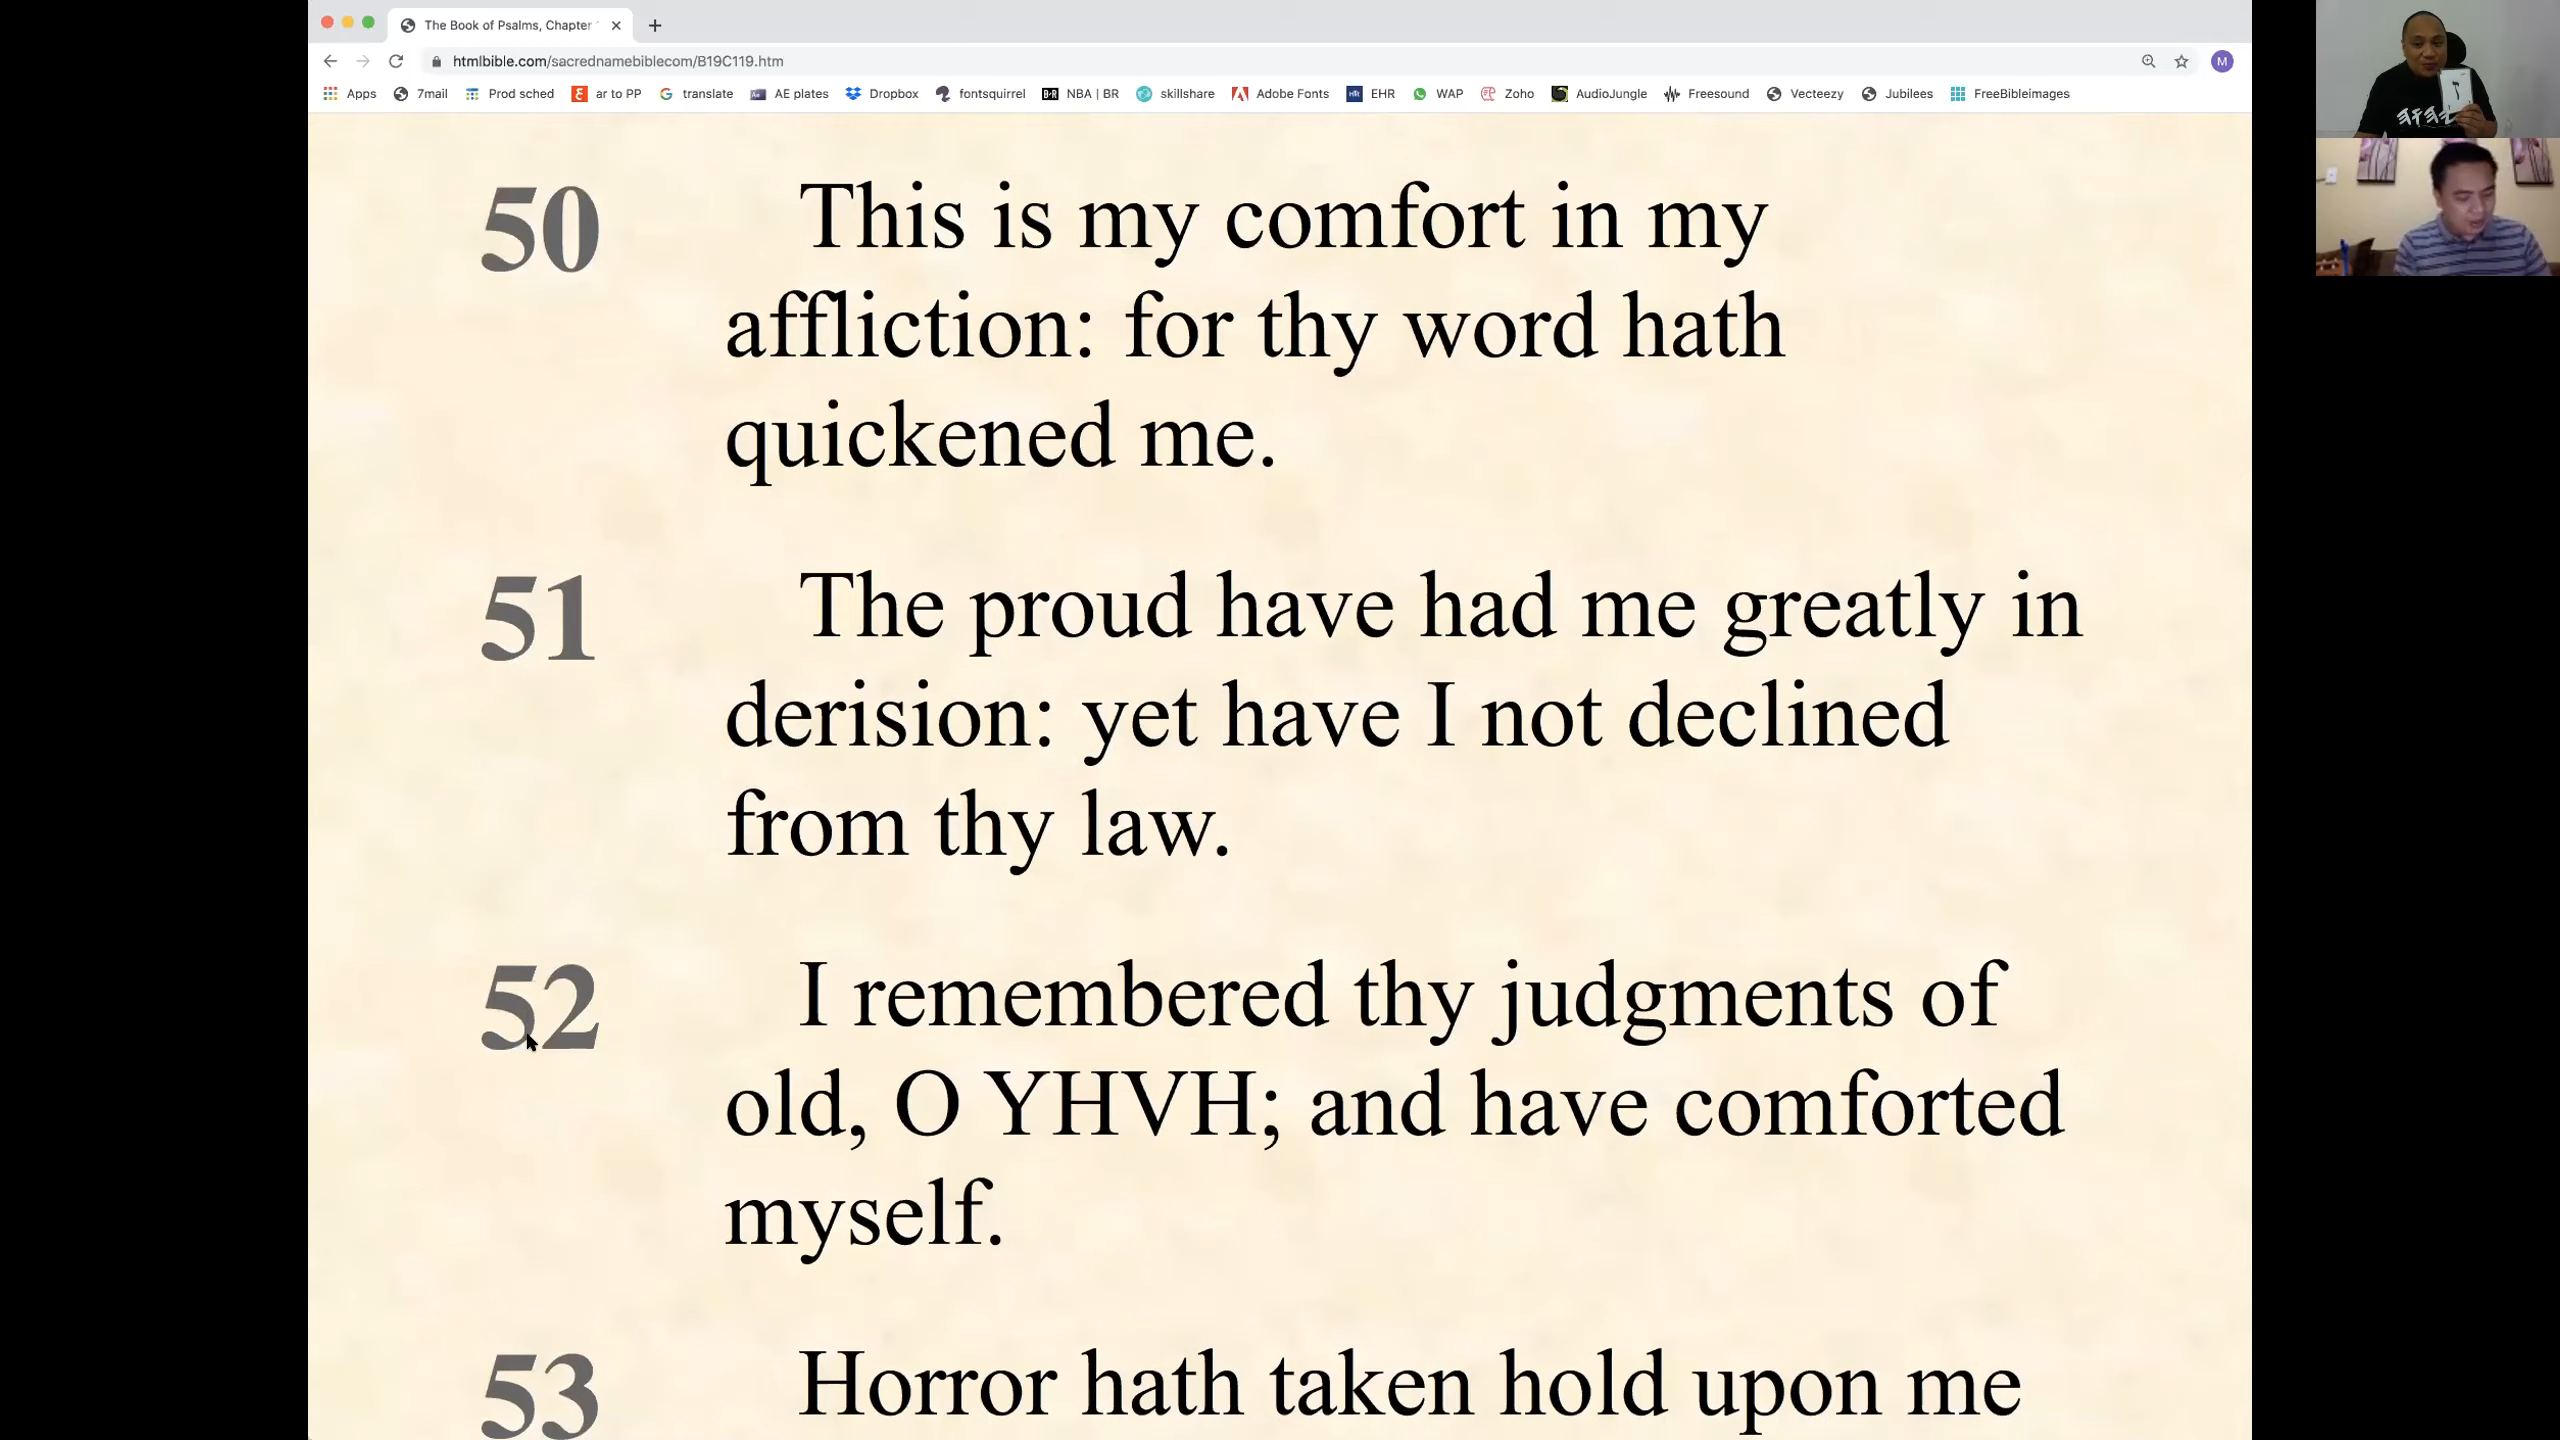 The Book of Psalms, Chapter
htmlbible.com/sacrednamebiblecom/B19C119.htm
M
Apps 7mail Prod sched ar to PP translate AE plates Dropbox fontsquirrel B·R NBA | BR skillshare Adobe Fonts EHR WAP Zoho AudioJungle Freesound Vecteezy Jubilees FreeBibleimages
50 This is my comfort in my
affliction: for thy word hath
quickened me.
51 The proud have had me greatly in
derision: yet have I not declined
from thy law.
52 I remembered thy judgments of
old, O YHVH; and have comforted
myself.
53 Horror hath taken hold upon me